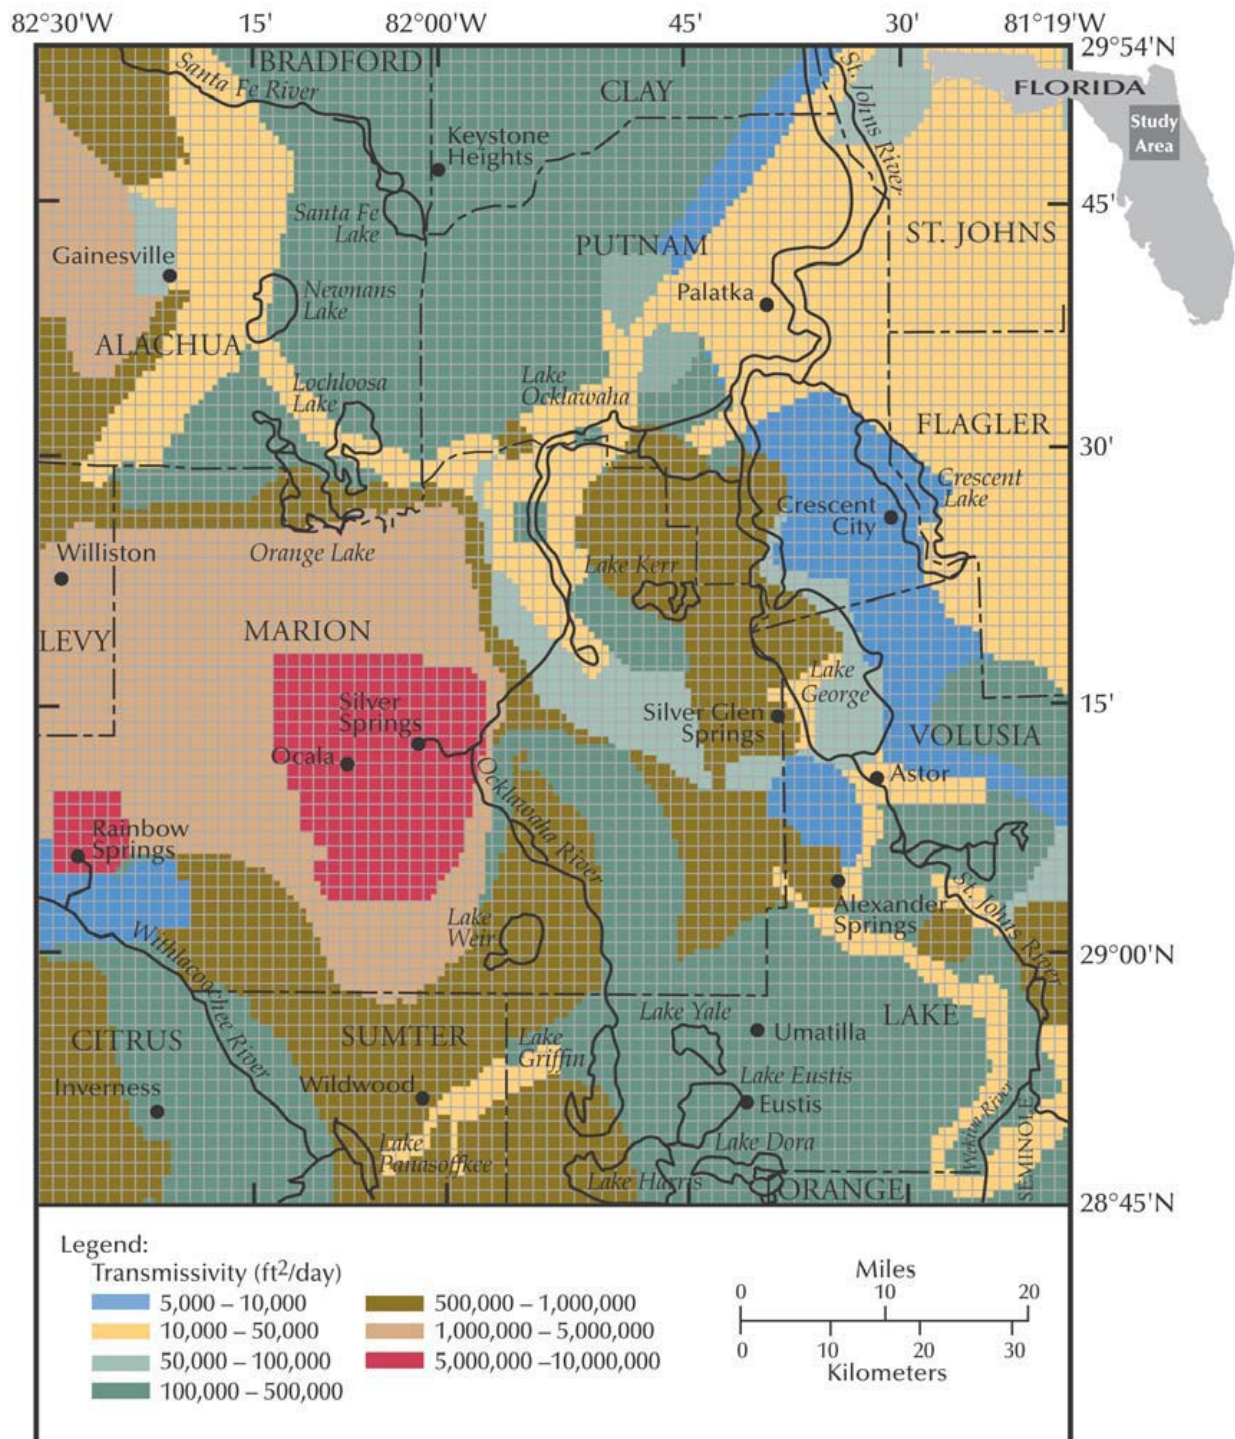 82°30'W 15' 82°00'W 45' 30' 81°19'W
29°54'N
BRADFORD
Santa Fe River
CLAY
St. Johns River
FLORIDA
Study
Area
Keystone
Heights
Santa Fe
Lake
45'
PUTNAM
ST. JOHNS
Gainesville
Newnans
Lake
Palatka
ALACHUA
Lochloosa
Lake
Lake
Ocklawaha
FLAGLER
30'
Crescent
Lake
Crescent
City
Orange Lake
Williston
Lake Kerr
LEVY
MARION
Lake
George
Silver
Springs
Silver Glen
Springs
15'
VOLUSIA
Ocala
Astor
Ocklawaha River
Rainbow
Springs
Alexander
Springs
St. Johns River
Lake
Weir
Withlacoochee River
29°00'N
CITRUS
SUMTER
Lake
Griffin
Lake Yale
Umatilla
LAKE
Inverness
Wildwood
Lake Eustis
Eustis
Wekiva River
SEMINOLE
Lake
Panasoffkee
Lake Dora
Lake Harris
ORANGE
28°45'N
Legend:
Transmissivity (ft2/day)
5,000 – 10,000
10,000 – 50,000
50,000 – 100,000
100,000 – 500,000
500,000 – 1,000,000
1,000,000 – 5,000,000
5,000,000 –10,000,000
Miles
0 10 20
0 10 20 30
Kilometers